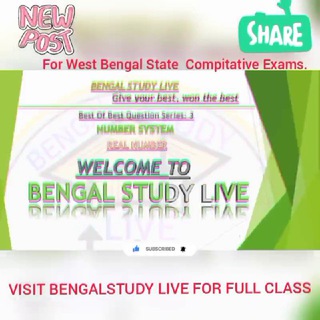 NEW
POST
SHARE
For West Bengal State Compitative Exams.
BENGAL STUDY LIVE
Give your best, won the best
Best Of Best Question Series: 3
NUMBER SYSTEM
REAL NUMBER
WELCOME TO
BENGAL STUDY LIVE
LIVE
SUBSCRIBED
VISIT BENGALSTUDY LIVE FOR FULL CLASS